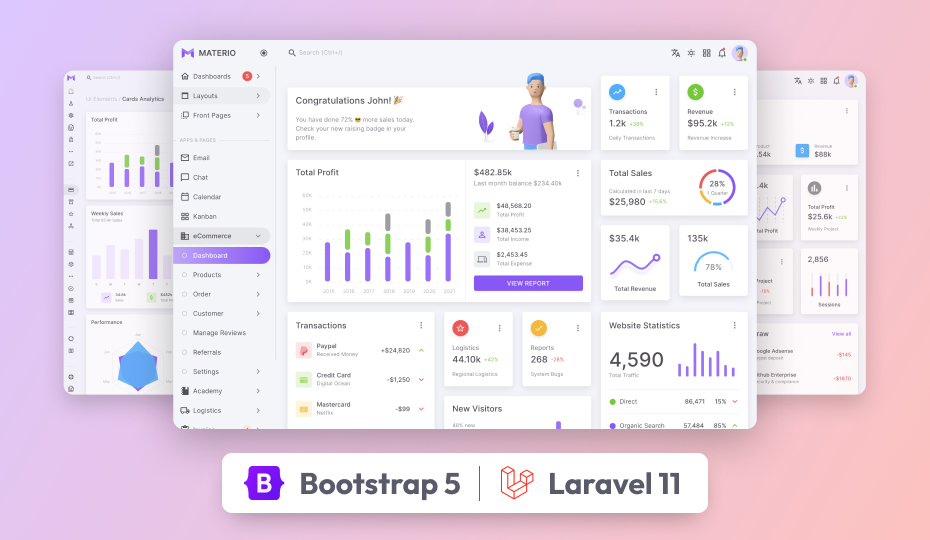 MATERIO
Search (Ctrl+/)
Dashboards 5
Layouts
Front Pages
APPS & PAGES
Email
Chat
Calendar
Kanban
eCommerce
Dashboard
Products
Order
Customer
Manage Reviews
Referrals
Settings
Academy
Logistics
Congratulations John! 🎉
You have done 72% 😎 more sales today.
Check your new raising badge in your
profile.
Transactions
1.2k +36%
Daily Transactions
Revenue
$95.2k +12%
Revenue Increase
Total Profit
60K
50K
40K
30K
20K
10K
0K
2015 2016 2017 2018 2019 2020 2021
$482.85k
Last month balance $234.40k
$48,568.20
Total Profit
$38,453.25
Total Income
$2,453.45
Total Expense
VIEW REPORT
Total Sales
Calculated in last 7 days
$25,980 +15.6%
28%
1 Quarter
$35.4k
Total Revenue
135k
78%
Total Sales
Transactions
Paypal
Received Money
+$24,820
Credit Card
Digital Ocean
-$1,250
Mastercard
Netflix
-$99
Logistics
44.10k +42%
Regional Logistics
Reports
268 -28%
System Bugs
New Visitors
Website Statistics
4,590
Total Traffic
Direct 86,471 15%
Organic Search 57,484 85%
UI Elements / Cards Analytics
Total Profit
Weekly Sales
Performance
Revenue
$88k
Total Profit
$25.6k +42%
Weekly Project
2,856
Sessions
View all
-$145
B Bootstrap 5
Laravel 11